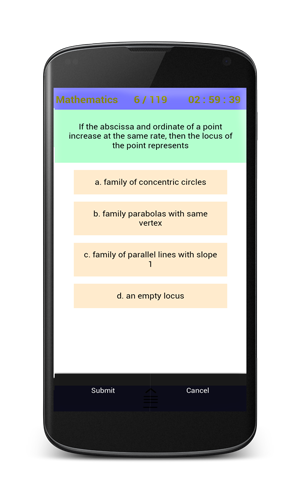 Mathematics 6 / 119 02 : 59 : 39
If the abscissa and ordinate of a point
increase at the same rate, then the locus of
the point represents
a. family of concentric circles
b. family parabolas with same
vertex
c. family of parallel lines with slope
1
d. an empty locus
Submit Cancel